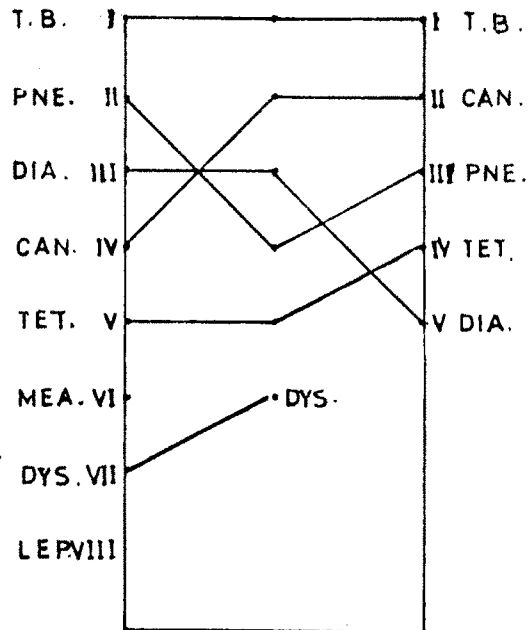 T.B. I I T.B.
PNE. II II CAN.
DIA. III III PNE.
CAN. IV IV TET.
TET. V V DIA.
MEA. VI DYS.
DYS. VII
LEP. VIII